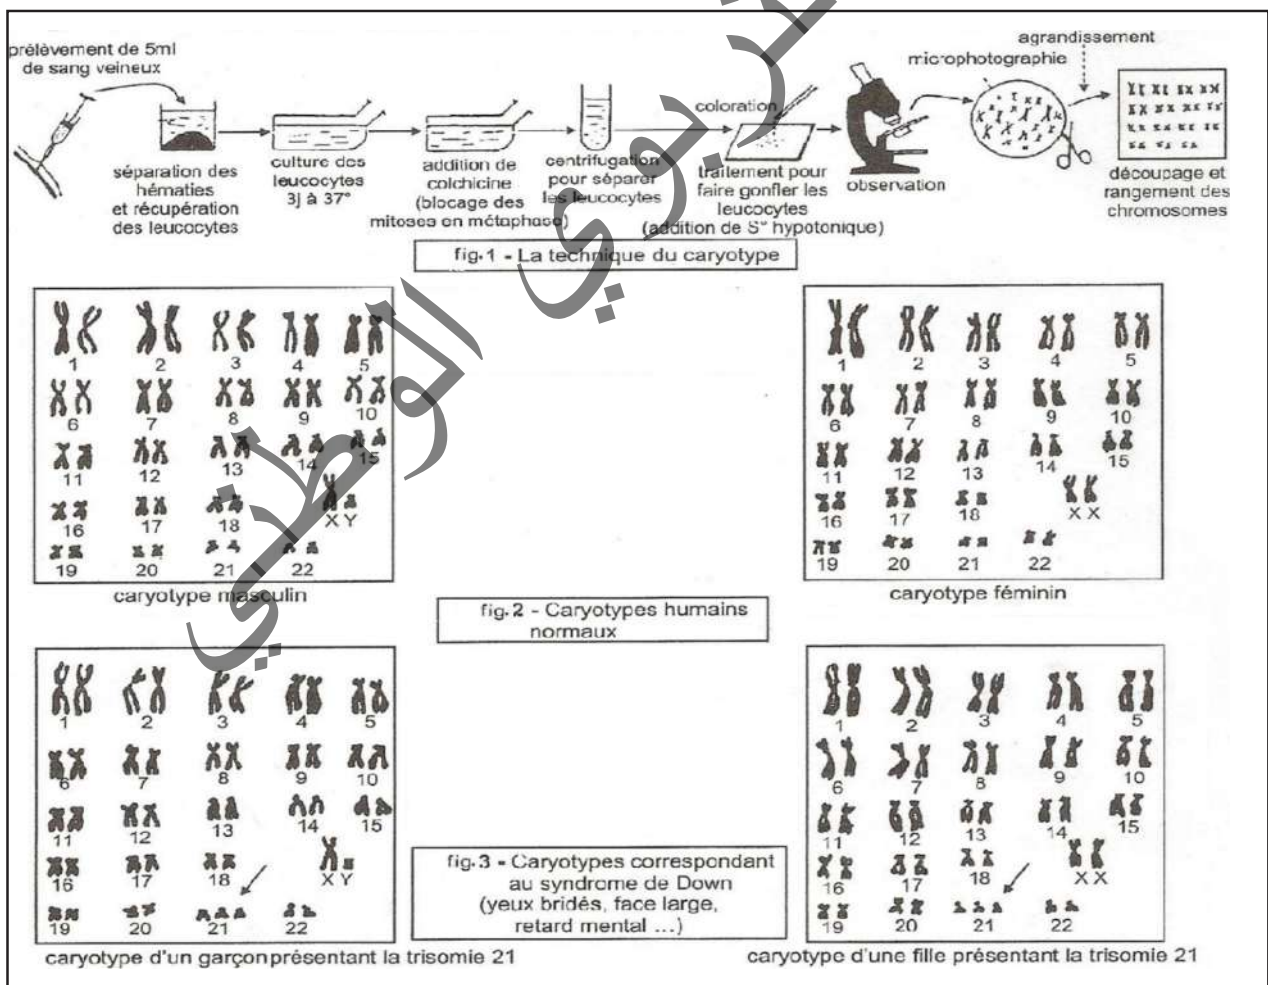 prélèvement de 5ml
de sang veineux
séparation des
hématies
et récupération
des leucocytes
culture des
leucocytes
3j à 37°
addition de
colchicine
(blocage des
mitoses en métaphase)
centrifugation
pour séparer
les leucocytes
coloration
traitement pour
faire gonfler les
leucocytes
(addition de S° hypotonique)
observation
microphotographie
agrandissement
découpage et
rangement des
chromosomes
fig.1 - La technique du caryotype
1 2 3 4 5
6 7 8 9 10
11 12 13 14 15
16 17 18 X Y
19 20 21 22
caryotype masculin
1 2 3 4 5
6 7 8 9 10
11 12 13 14 15
16 17 18 X X
19 20 21 22
caryotype féminin
fig.2 - Caryotypes humains
normaux
1 2 3 4 5
6 7 8 9 10
11 12 13 14 15
16 17 18 X Y
19 20 21 22
caryotype d'un garçon présentant la trisomie 21
1 2 3 4 5
6 7 8 9 10
11 12 13 14 15
16 17 18 X X
19 20 21 22
caryotype d'une fille présentant la trisomie 21
fig.3 - Caryotypes correspondant
au syndrome de Down
(yeux bridés, face large,
retard mental ...)